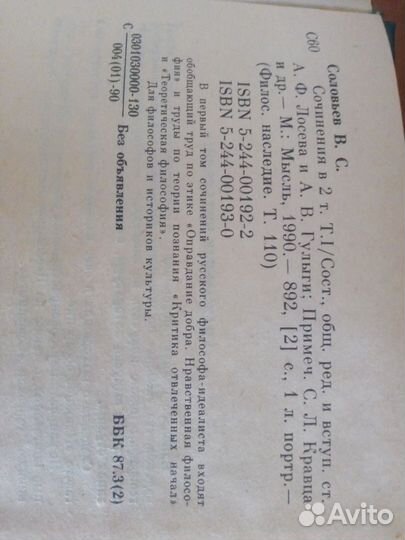 Соловьев В. С.
С60
Сочинения в 2 т. Т.I/Сост., общ. ред. и вступ. ст.
А. Ф. Лосева и А. В. Гулыги; Примеч. С. Л. Кравца
и др.— М.: Мысль, 1990.— 892, [2] с., 1 л. портр.—
(Филос. наследие. Т. 110)
ISBN 5-244-00192-2
ISBN 5-244-00193-0
В первый том сочинений русского философа-идеалиста входят
обобщающий труд по этике «Оправдание добра. Нравственная филосо-
фия» и труды по теории познания «Критика отвлеченных начал»
и «Теоретическая философия».
Для философов и историков культуры.
С 0301030000-130
004(01)-90
Без объявления
ББК 87.3(2)
Avito